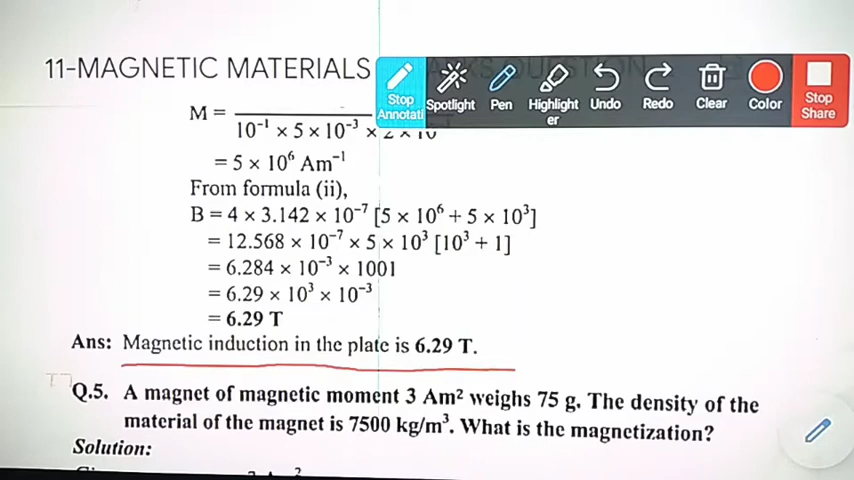 11-MAGNETIC MATERIALS
Stop Annotati
Spotlight
Pen
Highlight
er
Undo
Redo
Clear
Color
Stop Share
M =
10⁻¹ × 5 × 10⁻³ ×
= 5 × 10⁶ Am⁻¹
From formula (ii),
B = 4 × 3.142 × 10⁻⁷ [5 × 10⁶ + 5 × 10³]
= 12.568 × 10⁻⁷ × 5 × 10³ [10³ + 1]
= 6.284 × 10⁻³ × 1001
= 6.29 × 10³ × 10⁻³
= 6.29 T
Ans: Magnetic induction in the plate is 6.29 T.
Q.5. A magnet of magnetic moment 3 Am² weighs 75 g. The density of the
material of the magnet is 7500 kg/m³. What is the magnetization?
Solution: